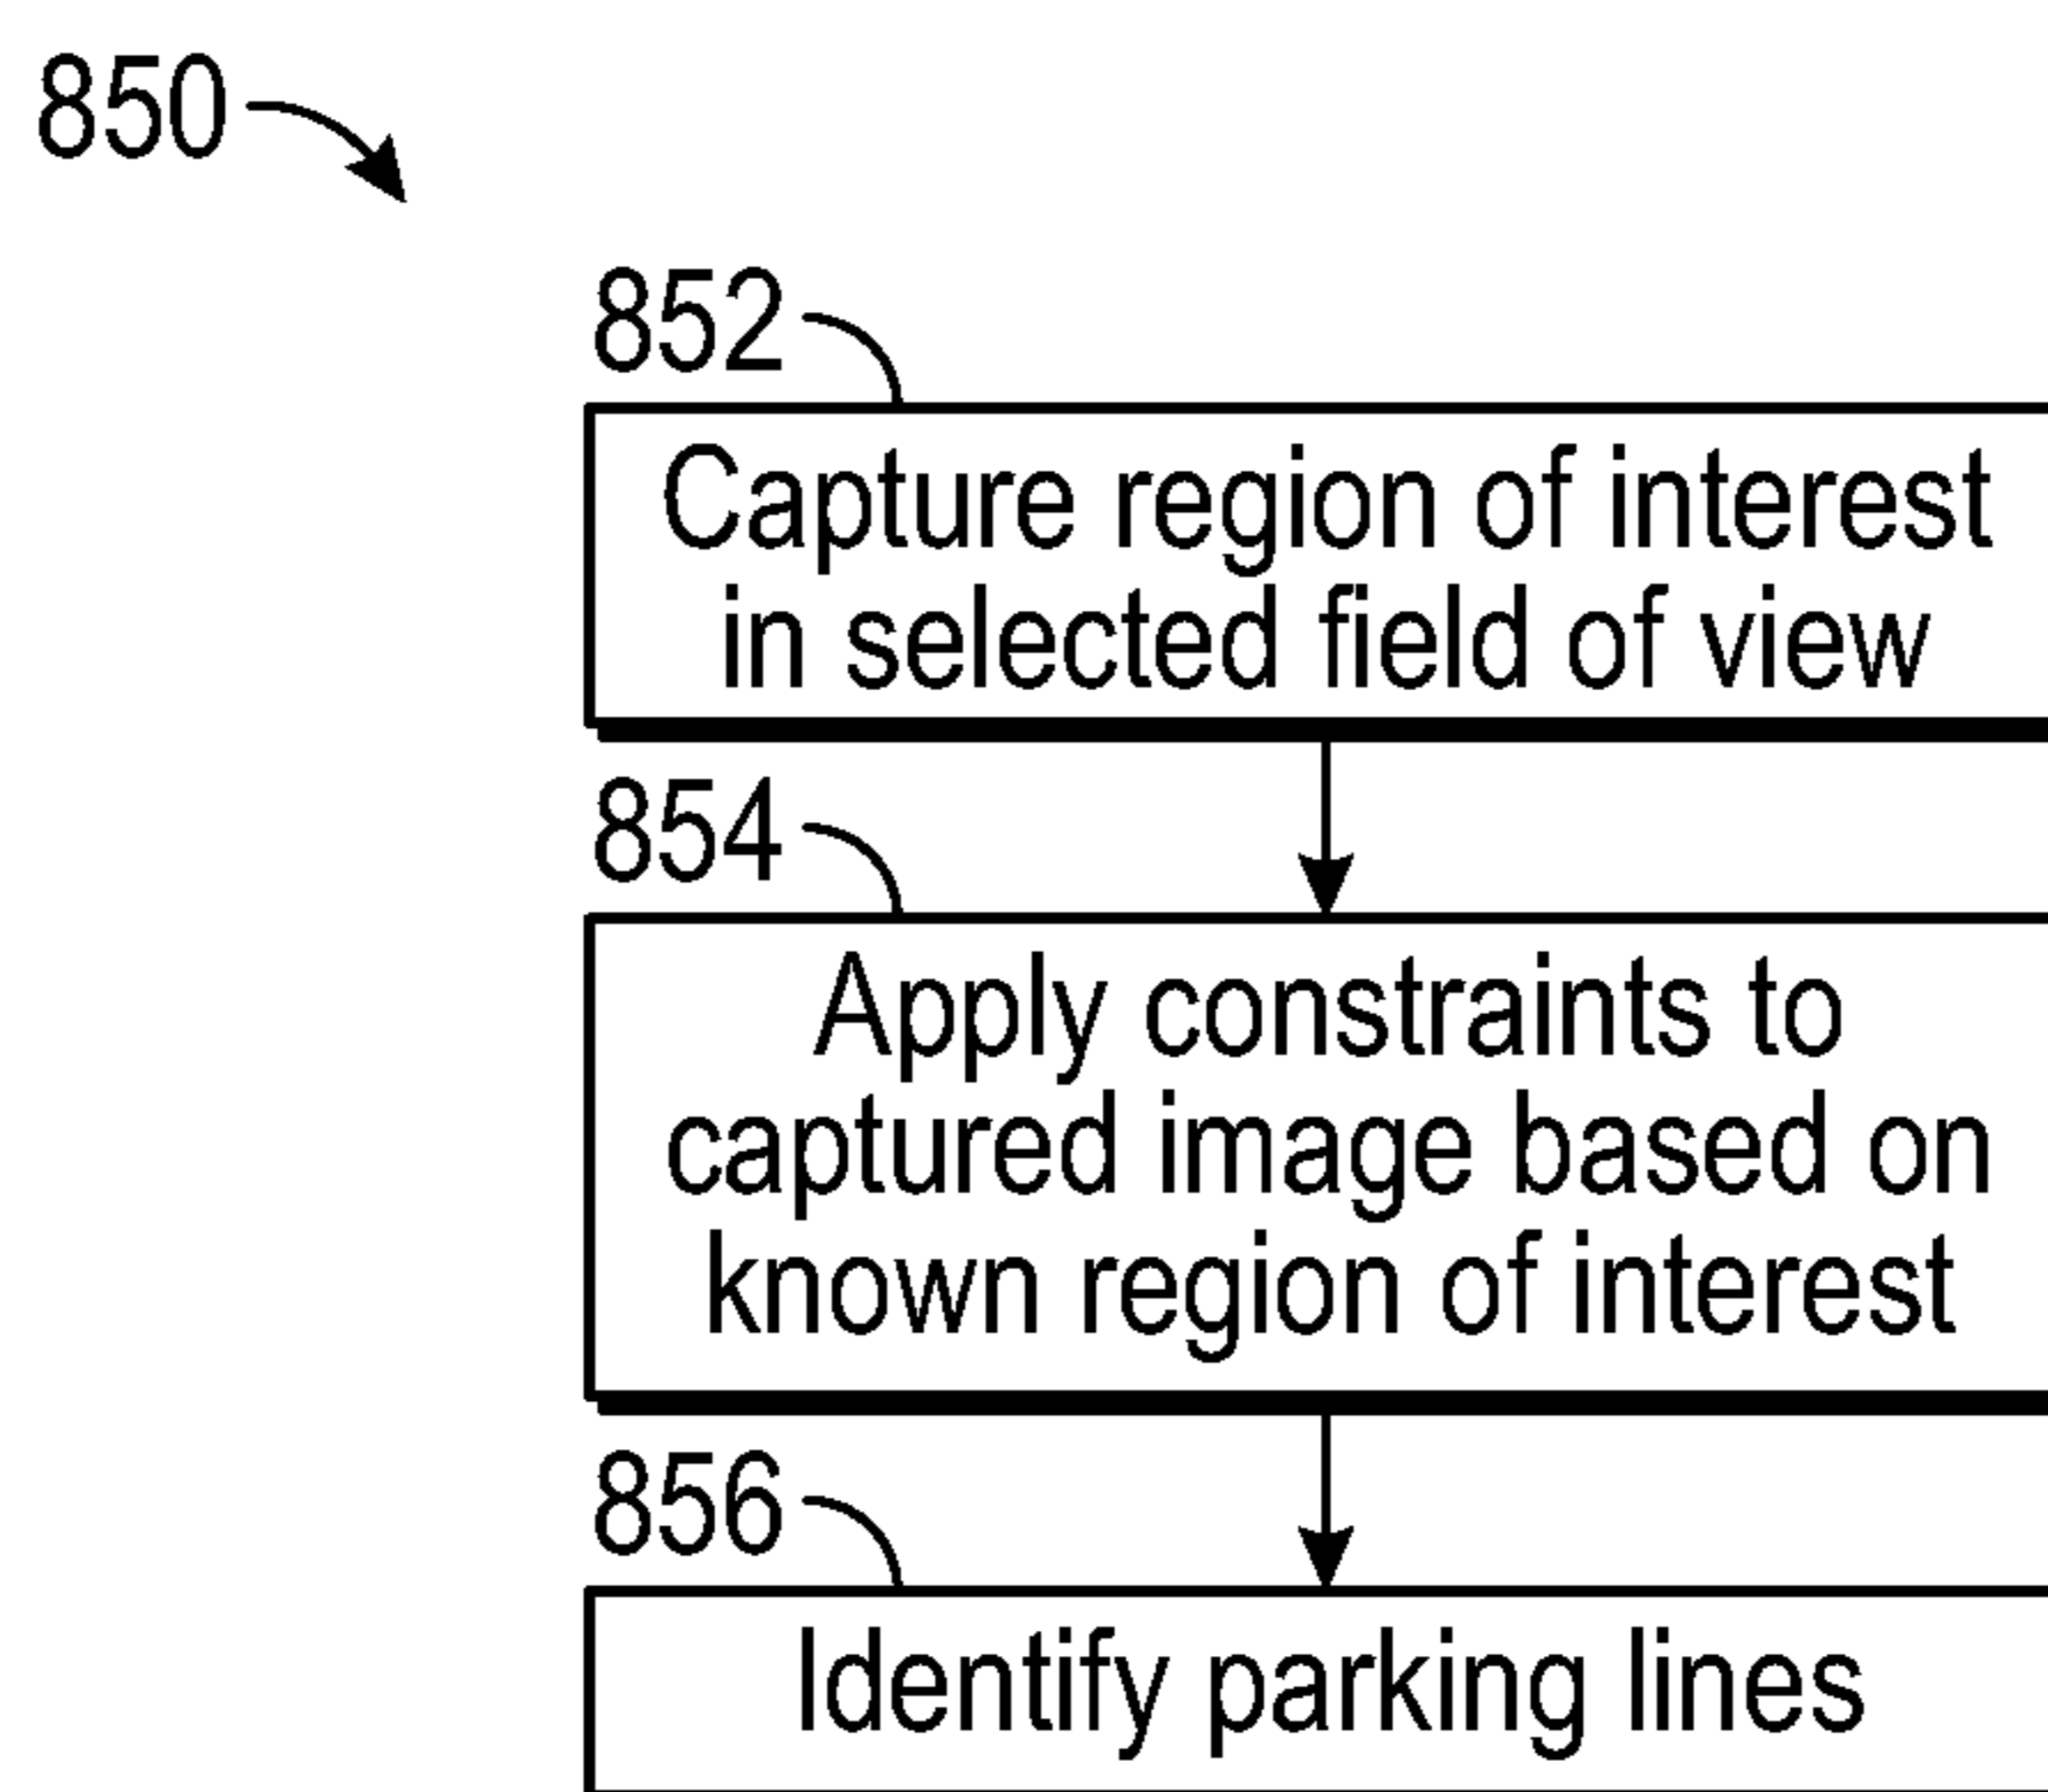 850
852
Capture region of interest
in selected field of view
854
Apply constraints to
captured image based on
known region of interest
856
Identify parking lines